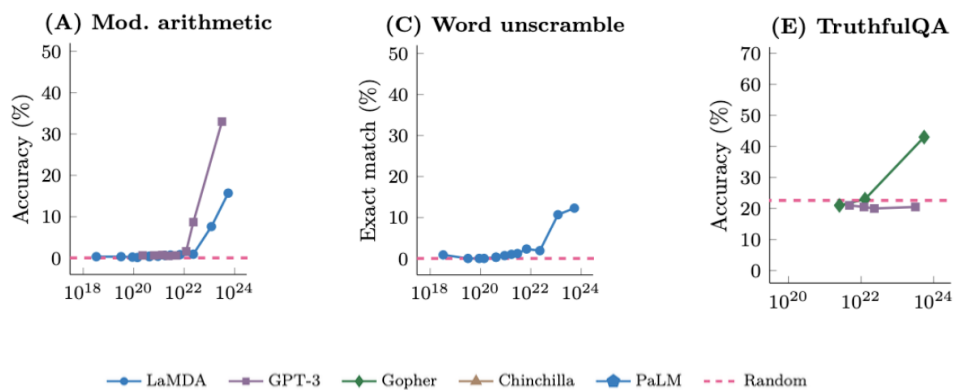 (A) Mod. arithmetic
50
40
30
20
10
0
Accuracy (%)
10^18 10^20 10^22 10^24
(C) Word unscramble
50
40
30
20
10
0
Exact match (%)
10^18 10^20 10^22 10^24
(E) TruthfulQA
70
60
50
40
30
20
10
0
Accuracy (%)
10^20 10^22 10^24
LaMDA GPT-3 Gopher Chinchilla PaLM Random